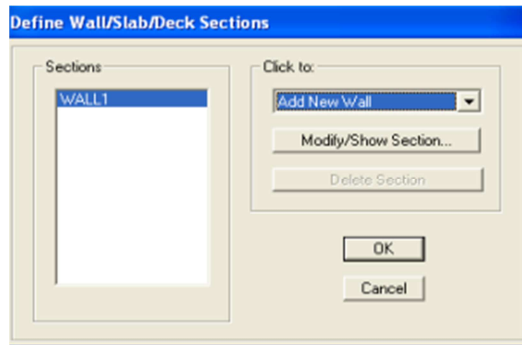 Define Wall/Slab/Deck Sections
Sections
WALL1
Click to:
Add New Wall
Modify/Show Section...
Delete Section
OK
Cancel